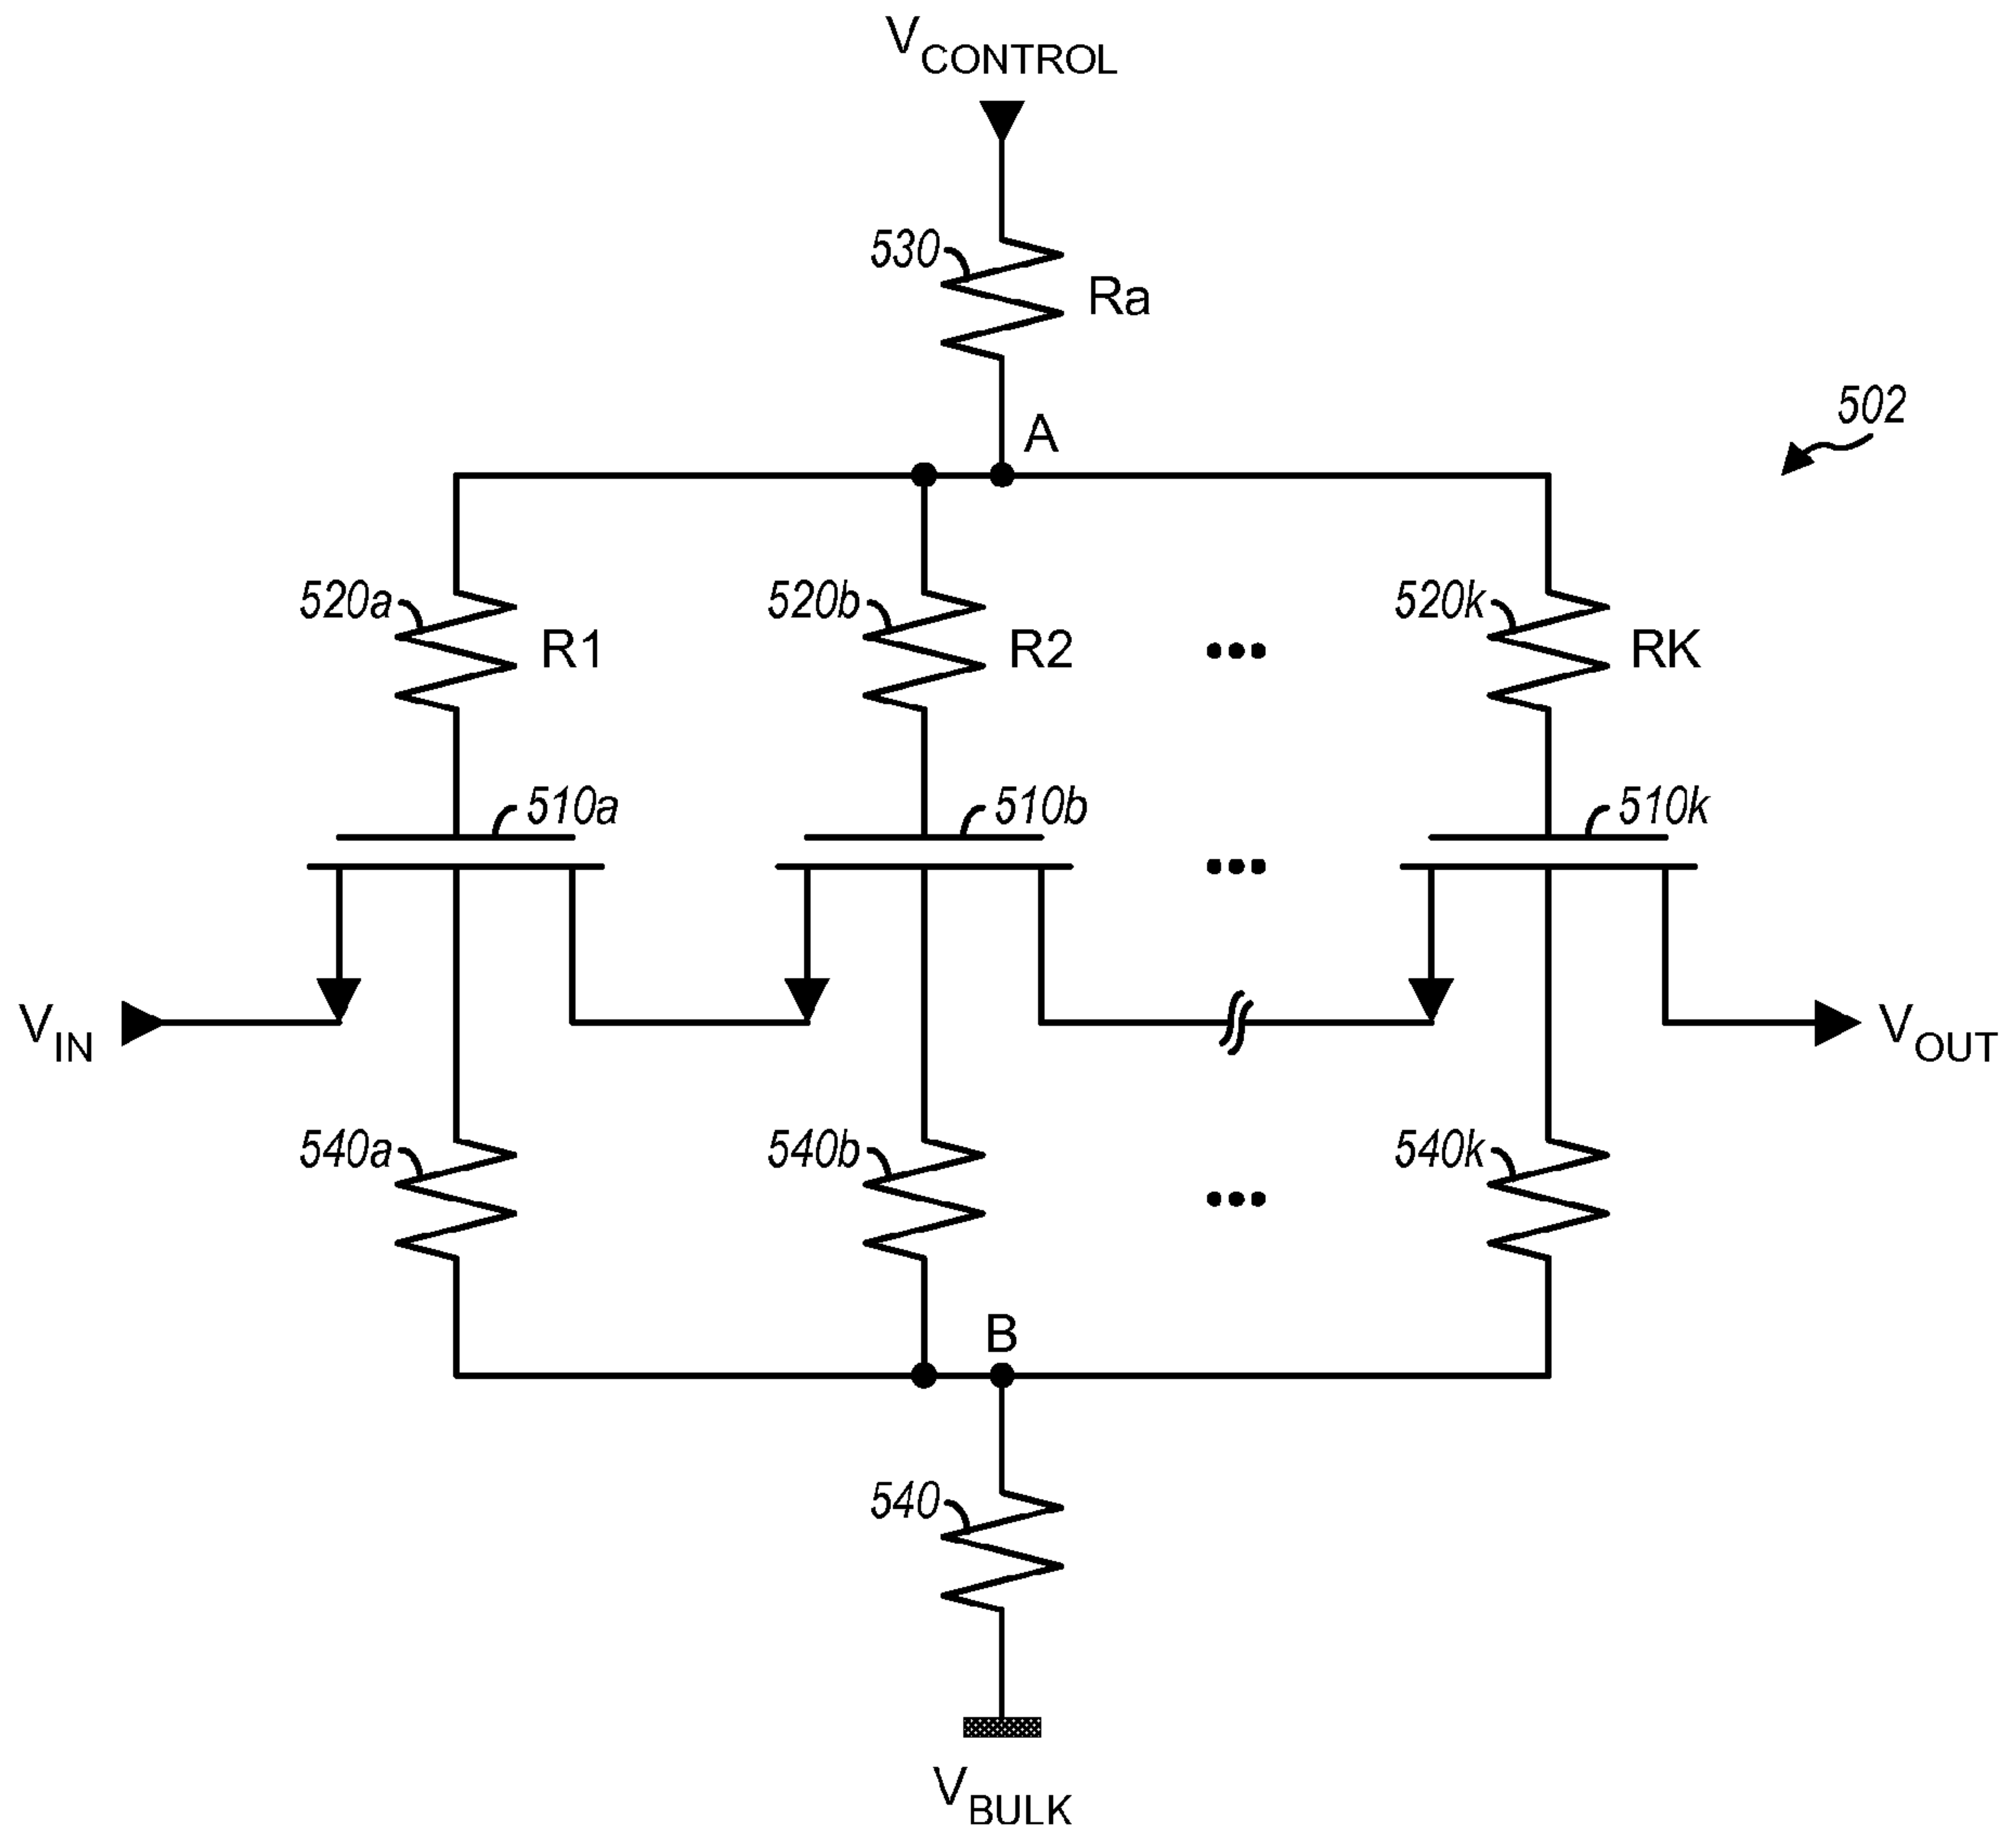 VCONTROL
530
Ra
A
502
520a
R1
520b
R2
...
520k
RK
510a
510b
510k
...
VIN
VOUT
540a
540b
540k
...
B
540
VBULK